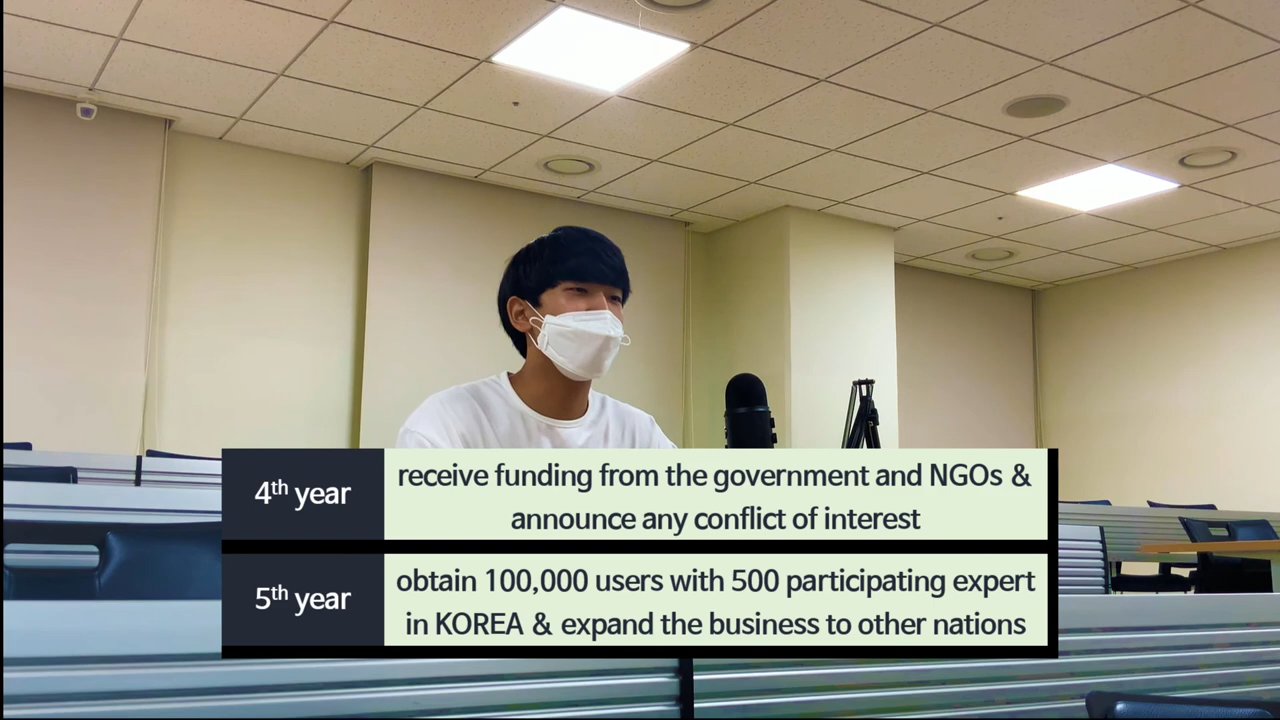 4th year
receive funding from the government and NGOs &
announce any conflict of interest
5th year
obtain 100,000 users with 500 participating expert
in KOREA & expand the business to other nations